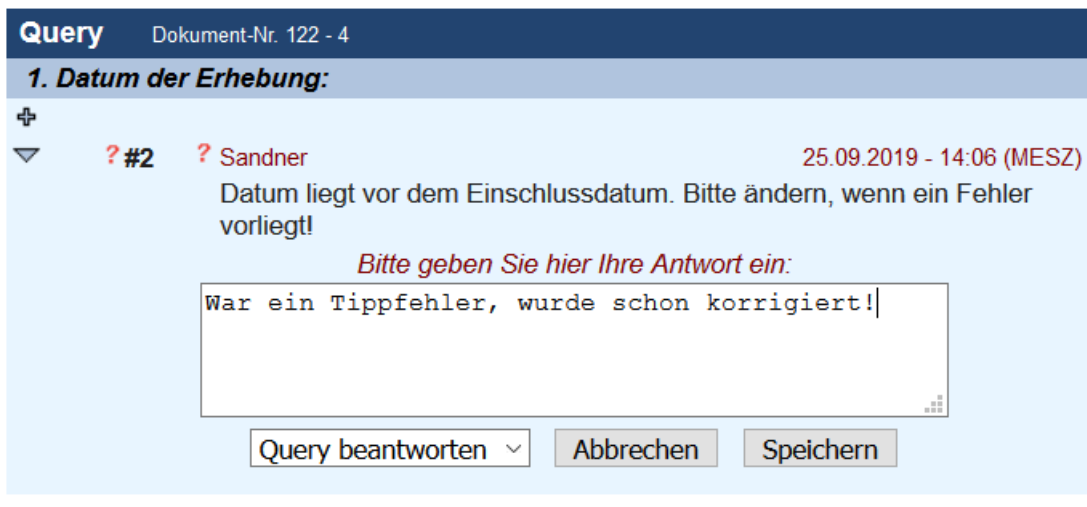 Query Dokument-Nr. 122 - 4
1. Datum der Erhebung:
? #2 ? Sandner 25.09.2019 - 14:06 (MESZ)
Datum liegt vor dem Einschlussdatum. Bitte ändern, wenn ein Fehler
vorliegt!
Bitte geben Sie hier Ihre Antwort ein:
War ein Tippfehler, wurde schon korrigiert!
Query beantworten Abbrechen Speichern